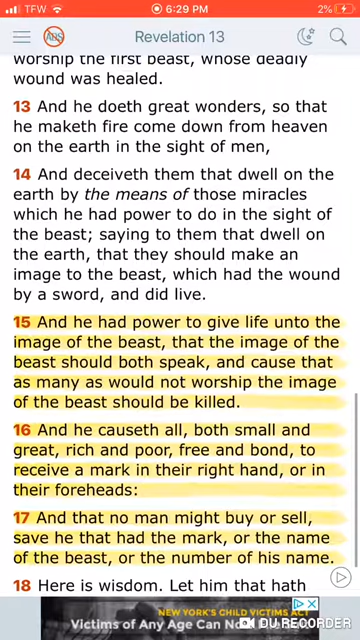 TFW 6:29 PM 2%
ADS Revelation 13
worship the first beast, whose deadly
wound was healed.
13 And he doeth great wonders, so that
he maketh fire come down from heaven
on the earth in the sight of men,
14 And deceiveth them that dwell on the
earth by the means of those miracles
which he had power to do in the sight of
the beast; saying to them that dwell on
the earth, that they should make an
image to the beast, which had the wound
by a sword, and did live.
15 And he had power to give life unto the
image of the beast, that the image of the
beast should both speak, and cause that
as many as would not worship the image
of the beast should be killed.
16 And he causeth all, both small and
great, rich and poor, free and bond, to
receive a mark in their right hand, or in
their foreheads:
17 And that no man might buy or sell,
save he that had the mark, or the name
of the beast, or the number of his name.
18 Here is wisdom. Let him that hath
NEW YORK'S CHILD VICTIMS ACT
Victims of Any Age Can No
DU RECORDER